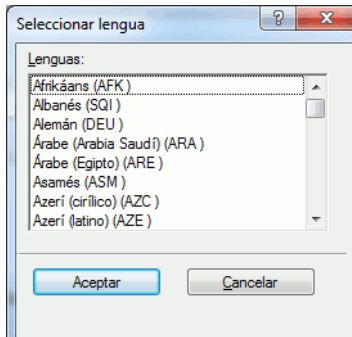 Seleccionar lengua
Lenguas:
Afrikáans (AFK )
Albanés (SQI )
Alemán (DEU )
Árabe (Arabia Saudí) (ARA )
Árabe (Egipto) (ARE )
Asamés (ASM )
Azerí (cirílico) (AZC )
Azerí (latino) (AZE )
Aceptar Cancelar